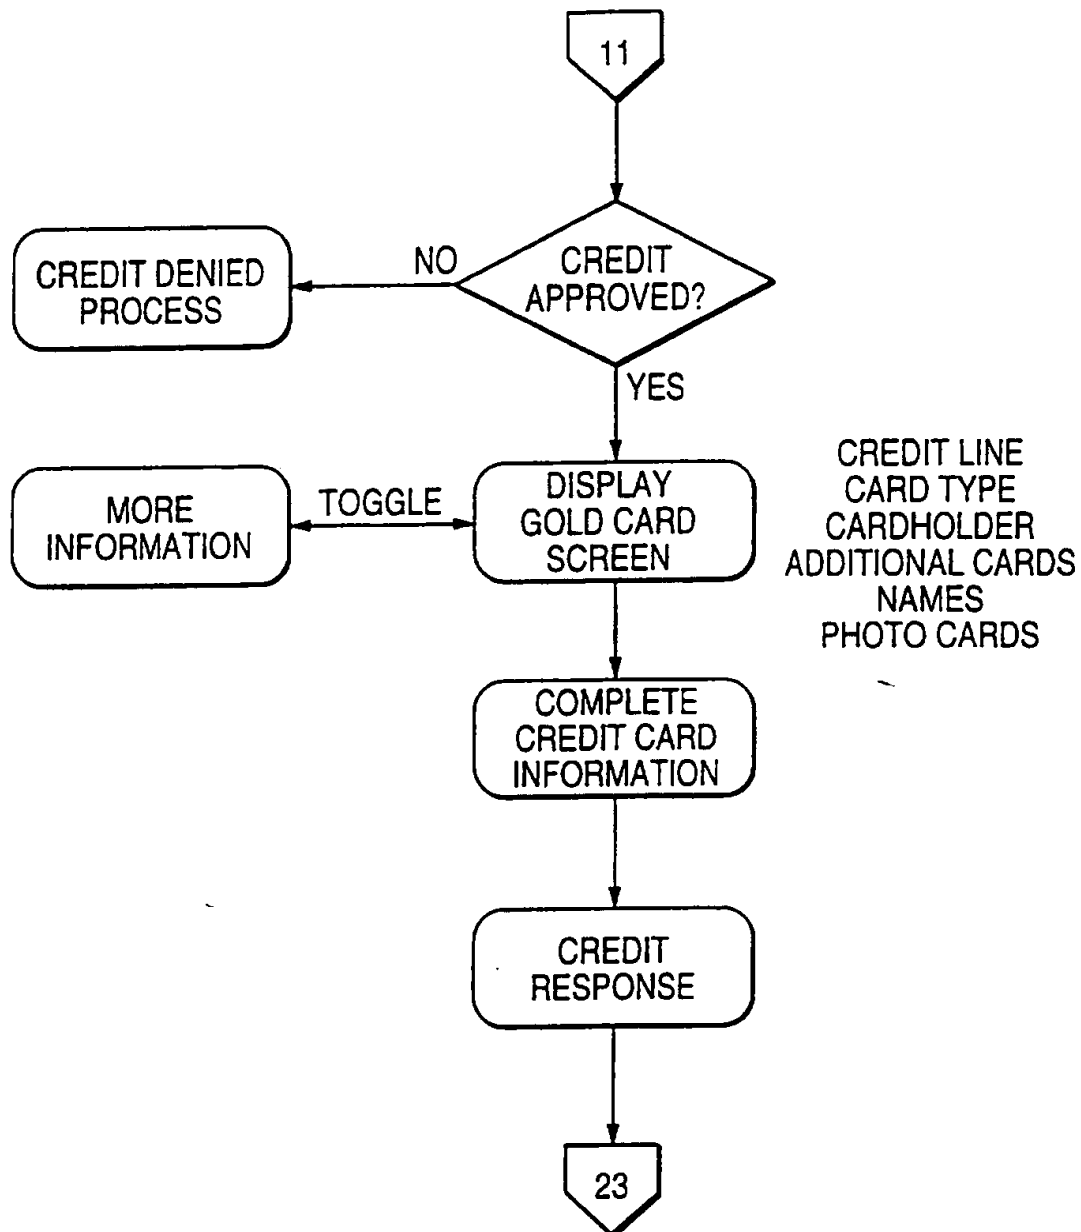 11
CREDIT
APPROVED?
NO
CREDIT DENIED
PROCESS
YES
DISPLAY
GOLD CARD
SCREEN
TOGGLE
MORE
INFORMATION
CREDIT LINE
CARD TYPE
CARDHOLDER
ADDITIONAL CARDS
NAMES
PHOTO CARDS
COMPLETE
CREDIT CARD
INFORMATION
CREDIT
RESPONSE
23